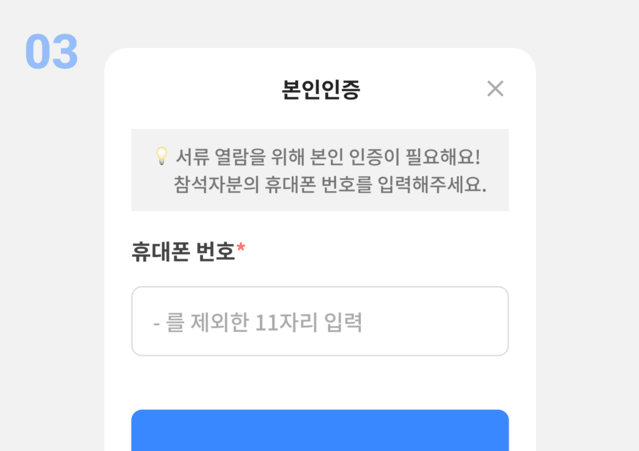 03
본인인증
서류 열람을 위해 본인 인증이 필요해요!
참석자분의 휴대폰 번호를 입력해주세요.
휴대폰 번호*
- 를 제외한 11자리 입력